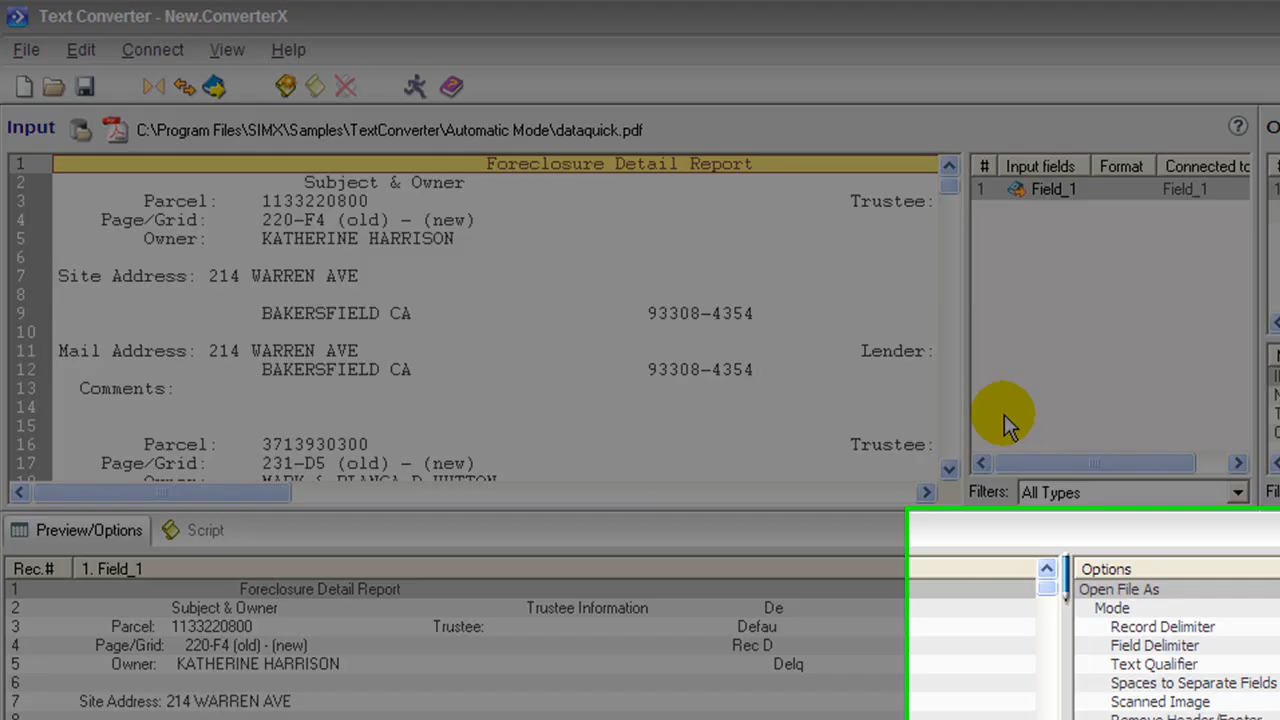 Text Converter - New.ConverterX
File Edit Connect View Help
Input C:\Program Files\SIMX\Samples\TextConverter\Automatic Mode\dataquick.pdf ?
1 Foreclosure Detail Report
2 Subject & Owner
3 Parcel: 1133220800 Trustee:
4 Page/Grid: 220-F4 (old) - (new)
5 Owner: KATHERINE HARRISON
6
7 Site Address: 214 WARREN AVE
8
9 BAKERSFIELD CA 93308-4354
10
11 Mail Address: 214 WARREN AVE Lender:
12 BAKERSFIELD CA 93308-4354
13 Comments:
14
15
16 Parcel: 3713930300 Trustee:
17 Page/Grid: 231-D5 (old) - (new)
# Input fields Format Connected to
1 Field_1 Field_1
Filters: All Types
Preview/Options Script
Rec.# 1. Field_1
1 Foreclosure Detail Report
2 Subject & Owner Trustee Information De
3 Parcel: 1133220800 Trustee: Defau
4 Page/Grid: 220-F4 (old) - (new) Rec D
5 Owner: KATHERINE HARRISON Delq
6
7 Site Address: 214 WARREN AVE
Options
Open File As
Mode
Record Delimiter
Field Delimiter
Text Qualifier
Spaces to Separate Fields
Scanned Image
Remove Header/Footer